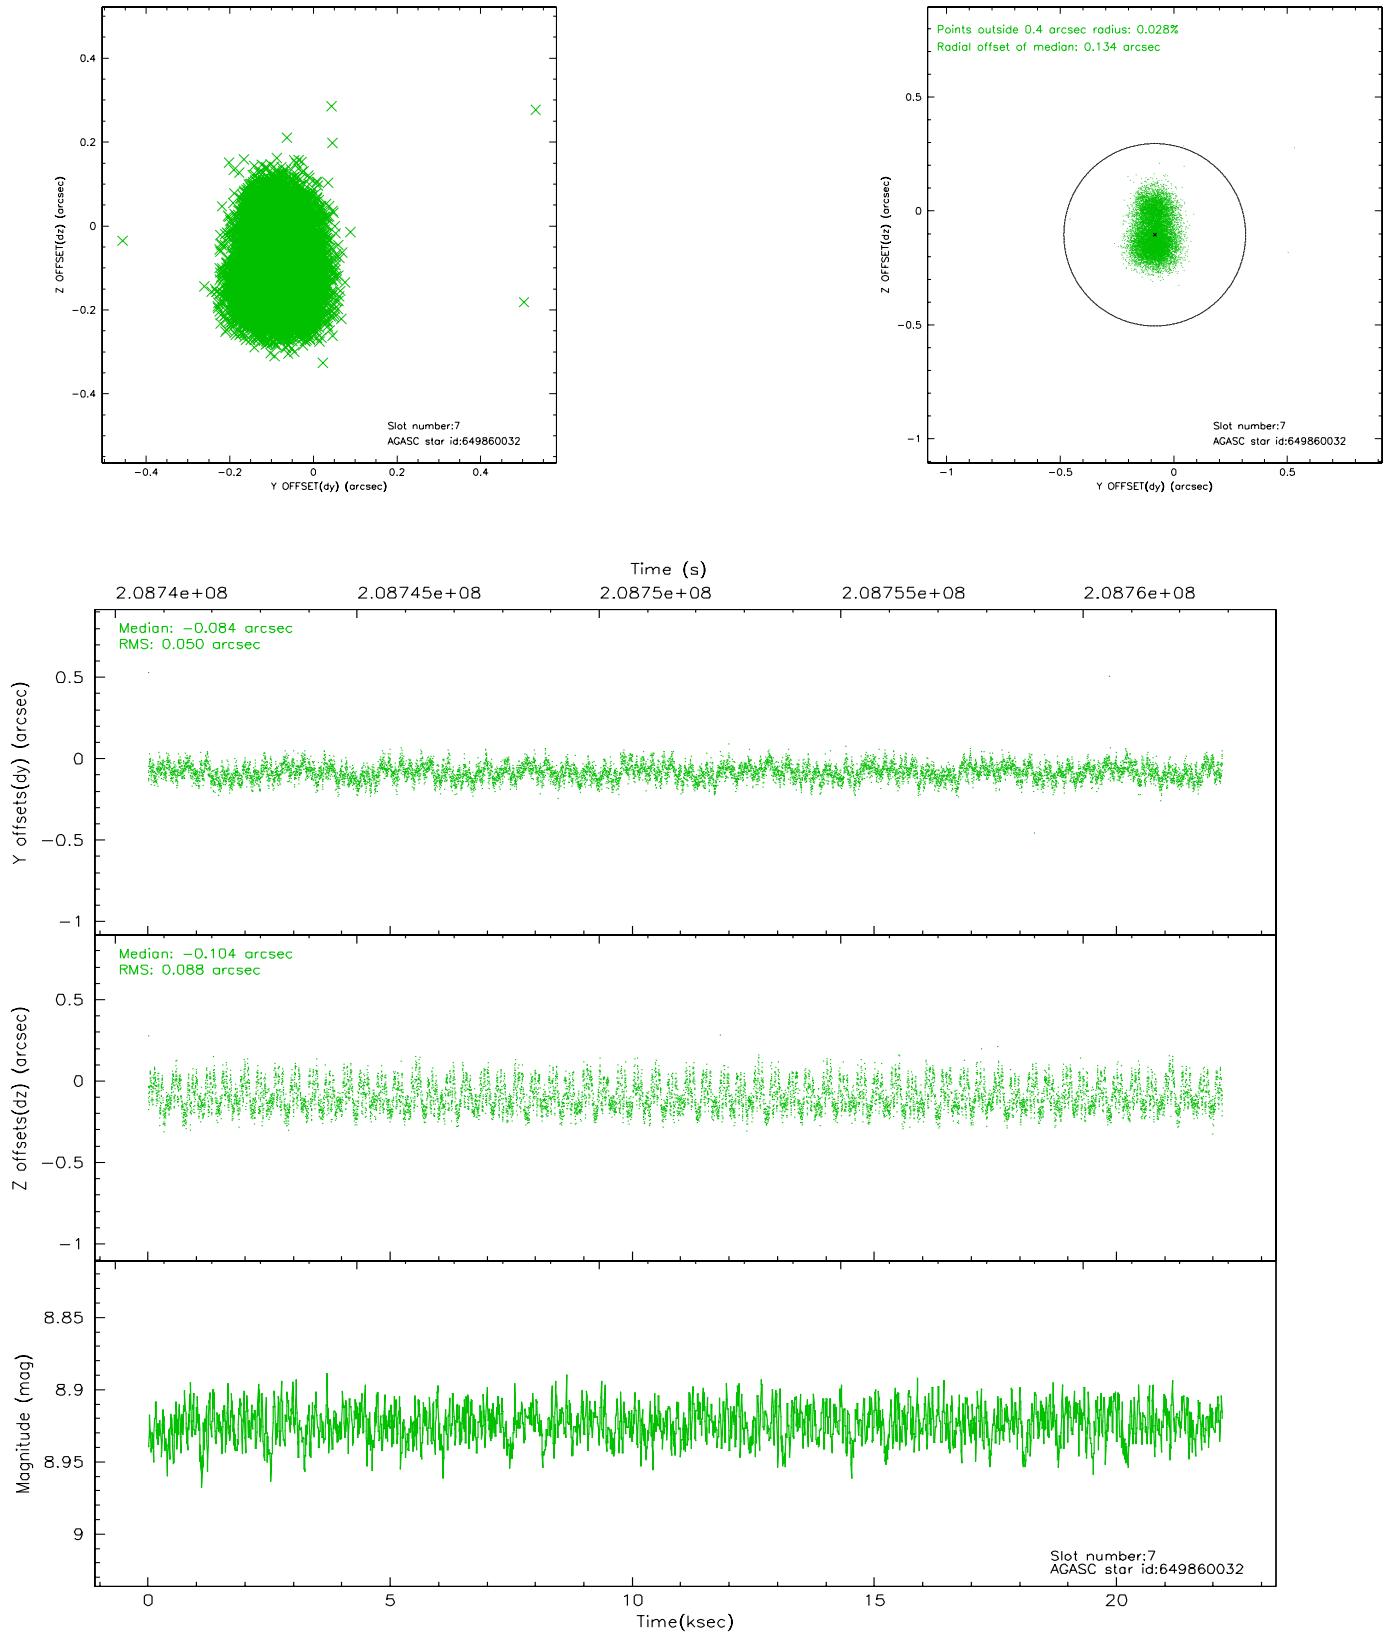 0.4
0.2
0
−0.2
−0.4
Z OFFSET(dz) (arcsec)
Slot number:7
AGASC star id:649860032
−0.4 −0.2 0 0.2 0.4
Y OFFSET(dy) (arcsec)
Points outside 0.4 arcsec radius: 0.028%
Radial offset of median: 0.134 arcsec
0.5
0
−0.5
−1
Z OFFSET(dz) (arcsec)
Slot number:7
AGASC star id:649860032
−1 −0.5 0 0.5
Y OFFSET(dy) (arcsec)
Time (s)
2.0874e+08 2.08745e+08 2.0875e+08 2.08755e+08 2.0876e+08
Median: −0.084 arcsec
RMS: 0.050 arcsec
0.5
0
−0.5
−1
Y offsets(dy) (arcsec)
Median: −0.104 arcsec
RMS: 0.088 arcsec
0.5
0
−0.5
−1
Z offsets(dz) (arcsec)
8.85
8.9
8.95
9
Magnitude (mag)
Slot number:7
AGASC star id:649860032
0 5 10 15 20
Time(ksec)